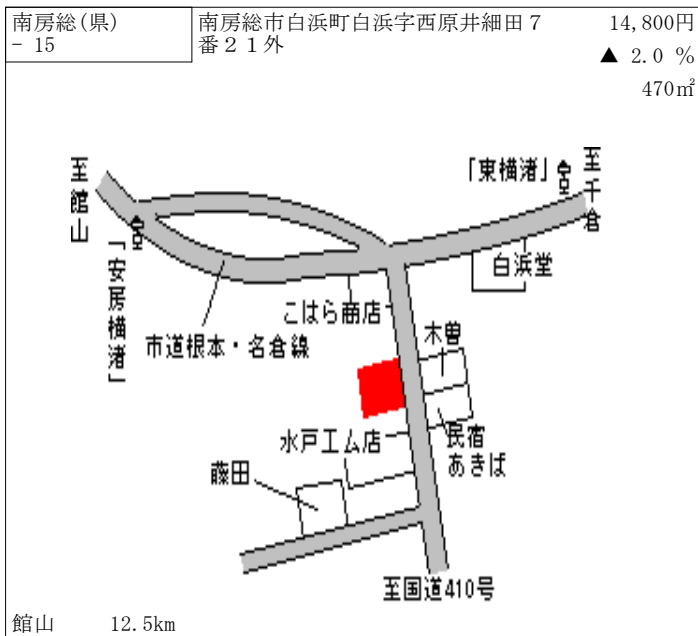 南房総(県)
- 15
南房総市白浜町白浜字西原井細田7
番21外
14,800円
▲ 2.0 %
470㎡
至館山
「安房横渚」
市道根本・名倉線
こはら商店
「東横渚」
至千倉
白浜堂
木曽
民宿
あきば
水戸工ム店
藤田
至国道410号
館山 12.5km